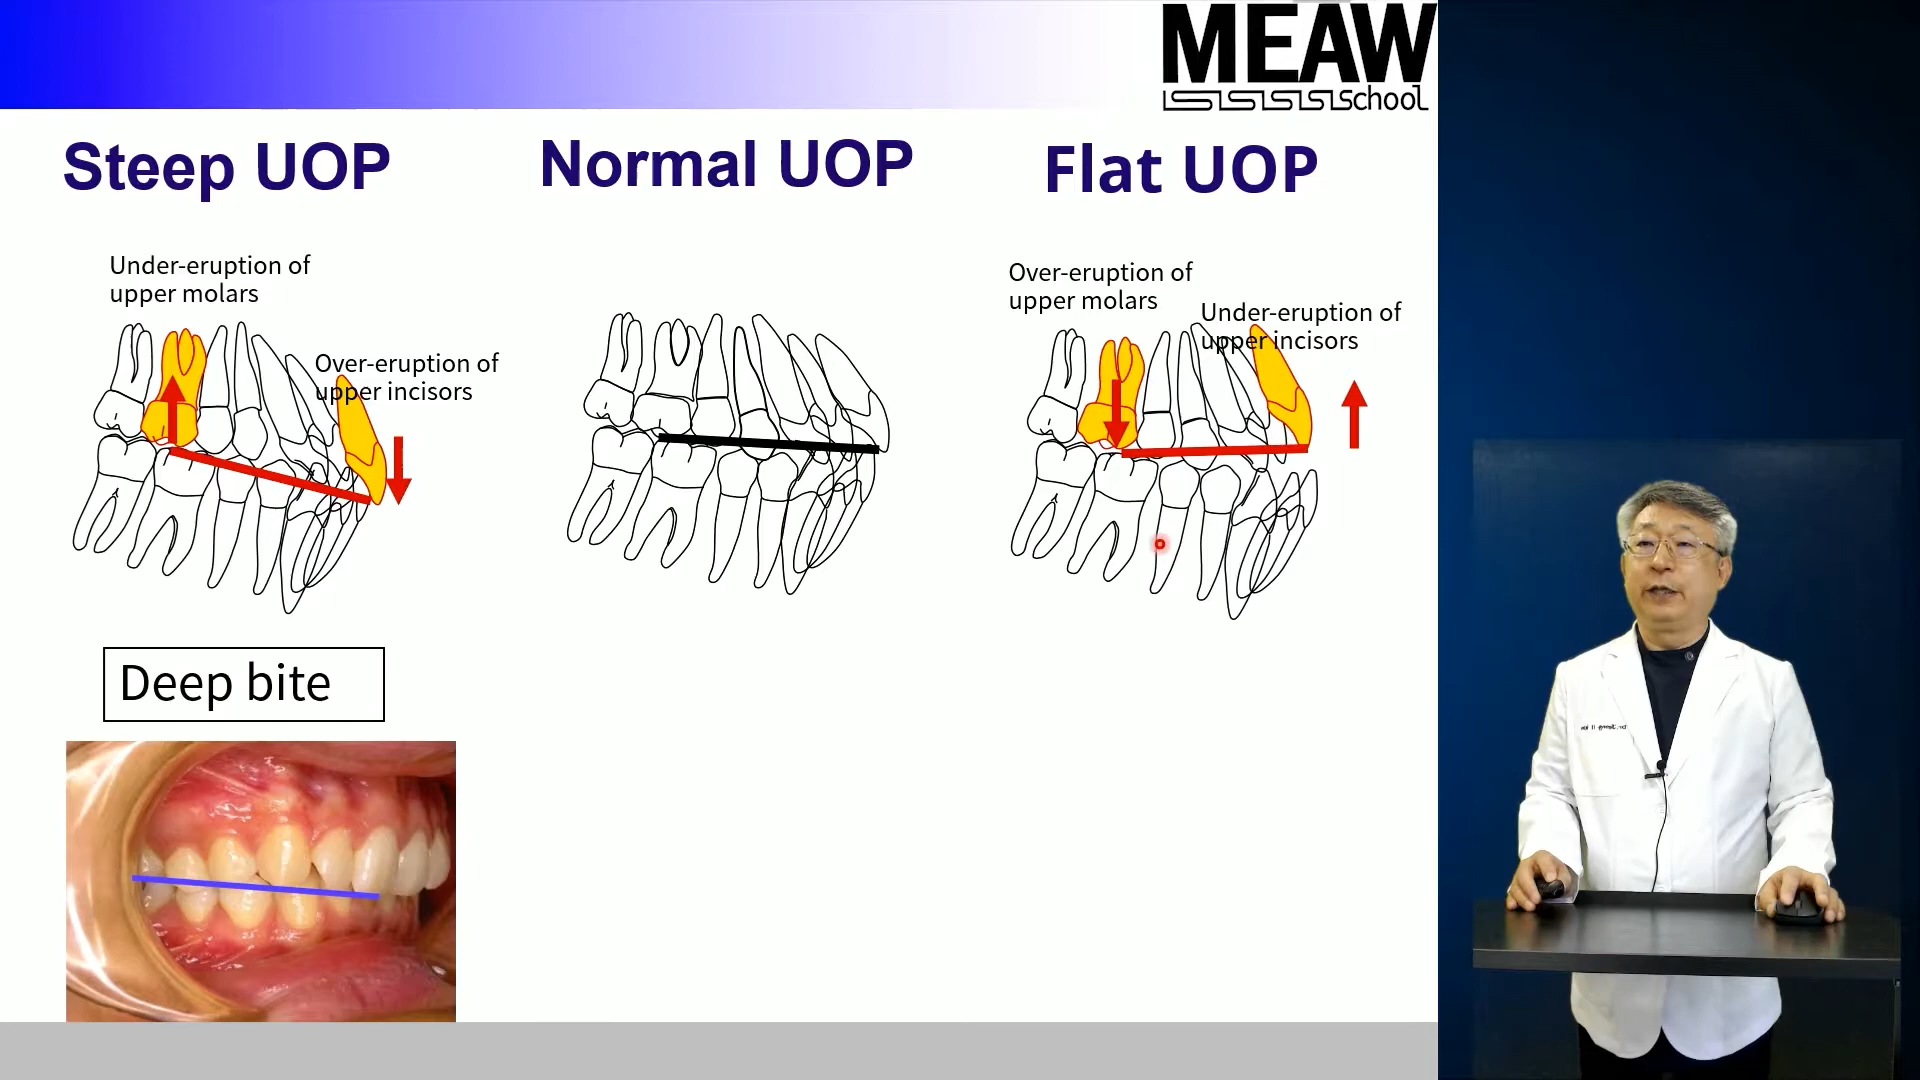 MEAW
School
Steep UOP
Normal UOP
Flat UOP
Under-eruption of
upper molars
Over-eruption of
upper incisors
Over-eruption of
upper molars
Under-eruption of
upper incisors
Deep bite